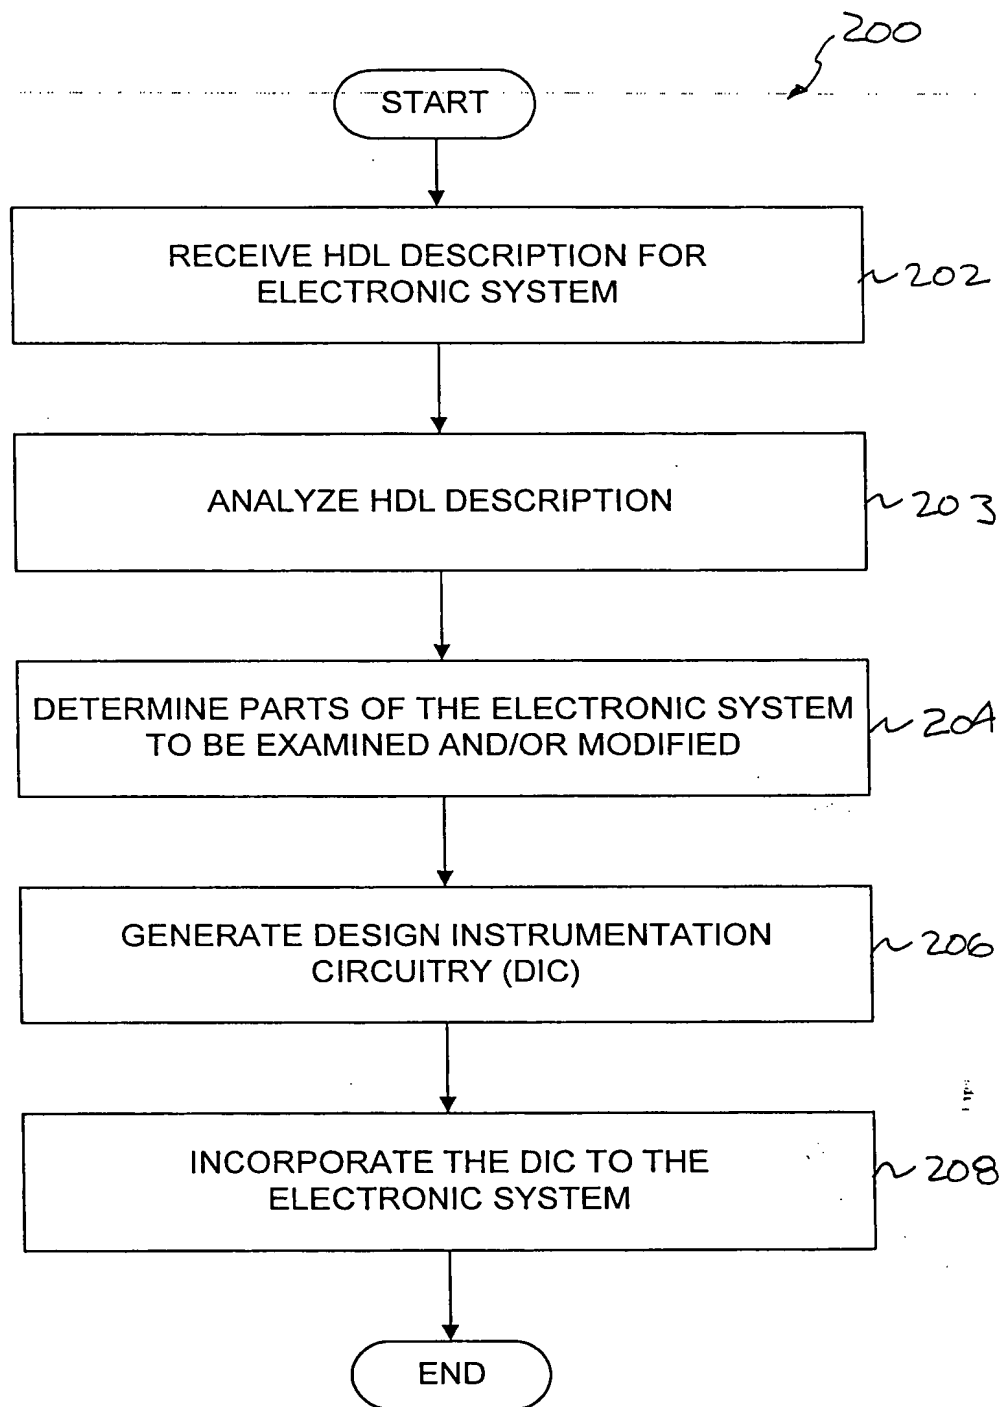 200
START
RECEIVE HDL DESCRIPTION FOR
ELECTRONIC SYSTEM
202
ANALYZE HDL DESCRIPTION
203
DETERMINE PARTS OF THE ELECTRONIC SYSTEM
TO BE EXAMINED AND/OR MODIFIED
204
GENERATE DESIGN INSTRUMENTATION
CIRCUITRY (DIC)
206
INCORPORATE THE DIC TO THE
ELECTRONIC SYSTEM
208
END